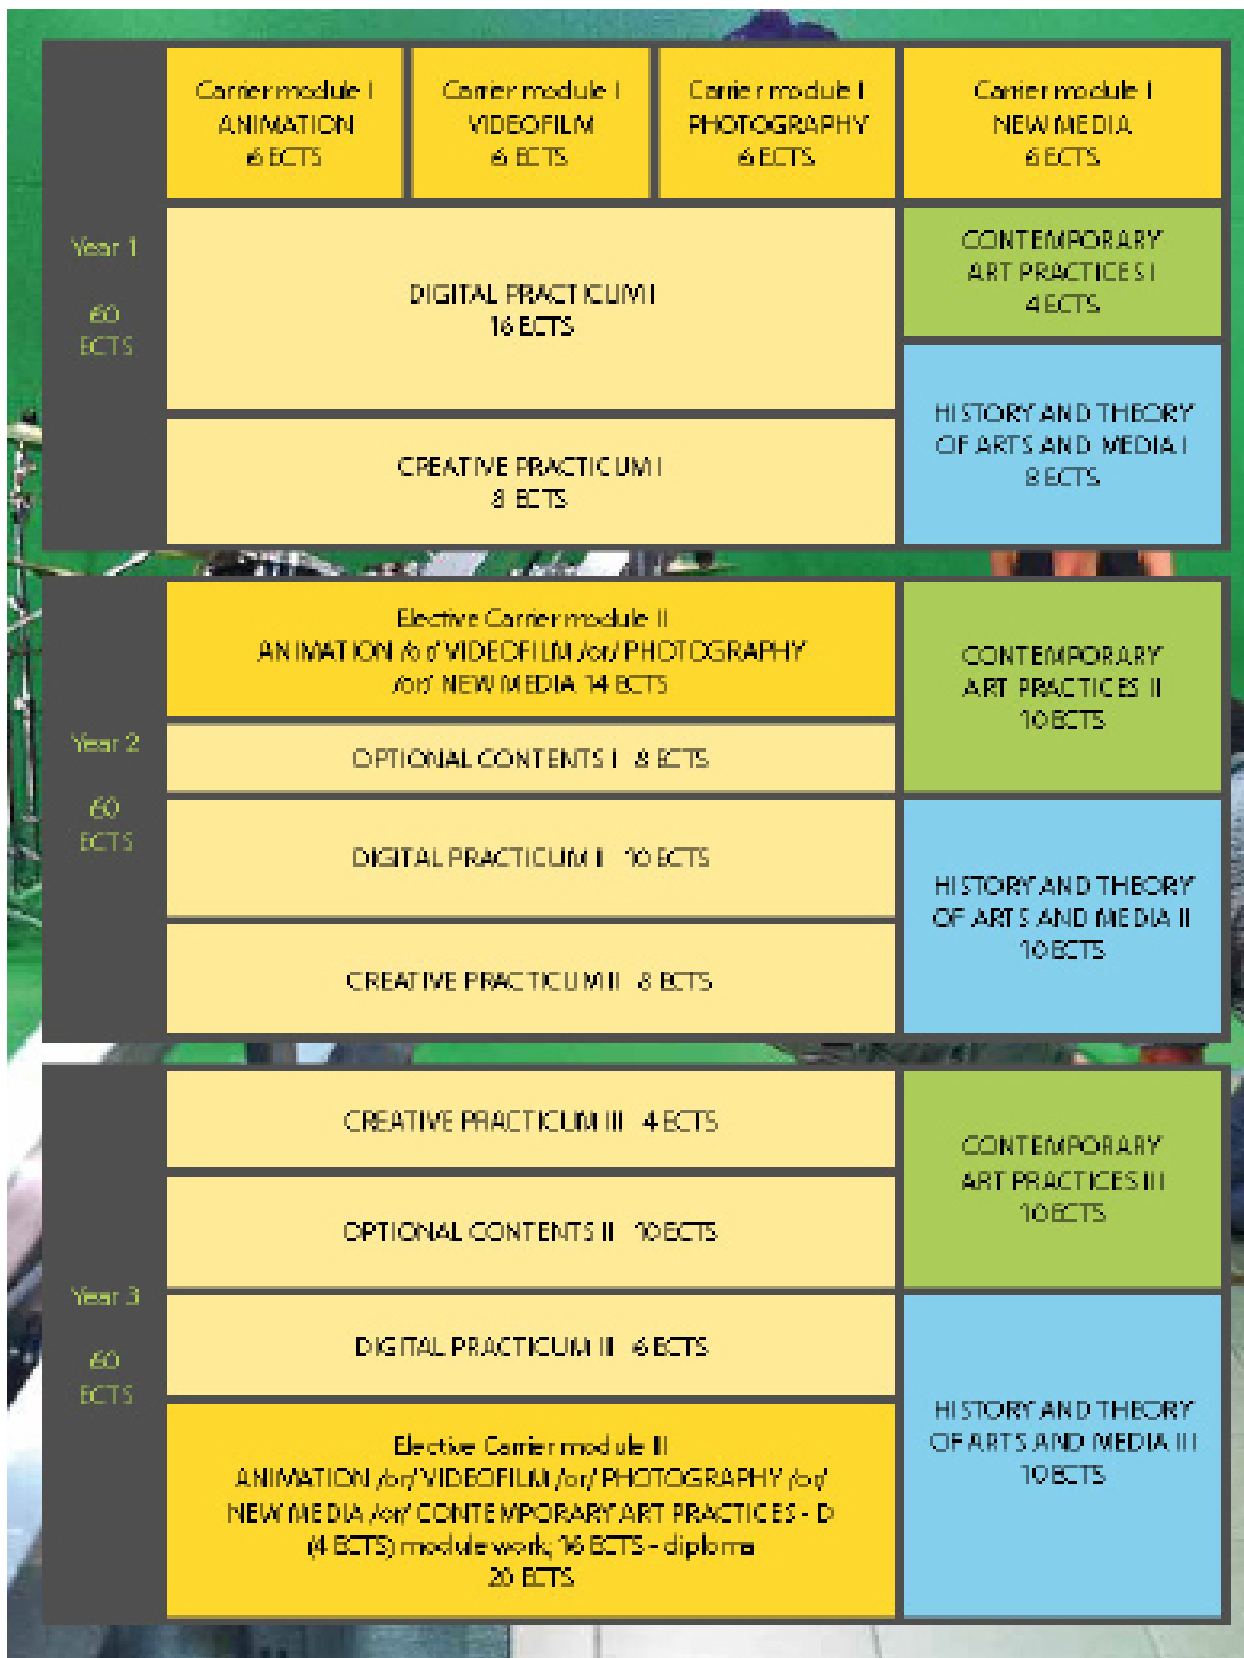 Carrier module I
ANIMATION
6 ECTS
Carrier module I
VIDEOFILM
6 ECTS
Carrier module I
PHOTOGRAPHY
6 ECTS
Carrier module I
NEW MEDIA
6 ECTS
Year 1
60
ECTS
DIGITAL PRACTICUM I
16 ECTS
CONTEMPORARY
ART PRACTICES I
4 ECTS
CREATIVE PRACTICUM I
8 ECTS
HISTORY AND THEORY
OF ARTS AND MEDIA I
8 ECTS
Year 2
60
ECTS
Elective Carrier module II
ANIMATION /or/ VIDEOFILM /or/ PHOTOGRAPHY
/or/ NEW MEDIA 14 ECTS
OPTIONAL CONTENTS I 8 ECTS
DIGITAL PRACTICUM II 10 ECTS
CREATIVE PRACTICUM II 8 ECTS
CONTEMPORARY
ART PRACTICES II
10 ECTS
HISTORY AND THEORY
OF ARTS AND MEDIA II
10 ECTS
Year 3
60
ECTS
CREATIVE PRACTICUM III 4 ECTS
OPTIONAL CONTENTS II 10 ECTS
DIGITAL PRACTICUM III 6 ECTS
Elective Carrier module III
ANIMATION /or/ VIDEOFILM /or/ PHOTOGRAPHY /or/
NEW MEDIA /or/ CONTEMPORARY ART PRACTICES - D
(4 ECTS) module work; 16 ECTS - diploma
20 ECTS
CONTEMPORARY
ART PRACTICES III
10 ECTS
HISTORY AND THEORY
OF ARTS AND MEDIA III
10 ECTS